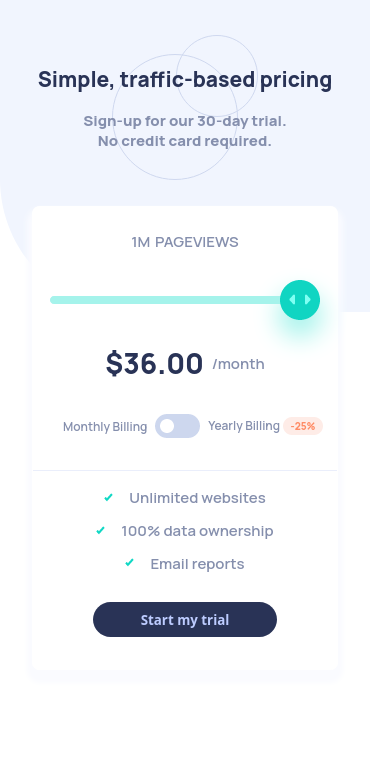 Simple, traffic-based pricing
Sign-up for our 30-day trial.
No credit card required.
1M PAGEVIEWS
$36.00 /month
Monthly Billing Yearly Billing -25%
Unlimited websites
100% data ownership
Email reports
Start my trial